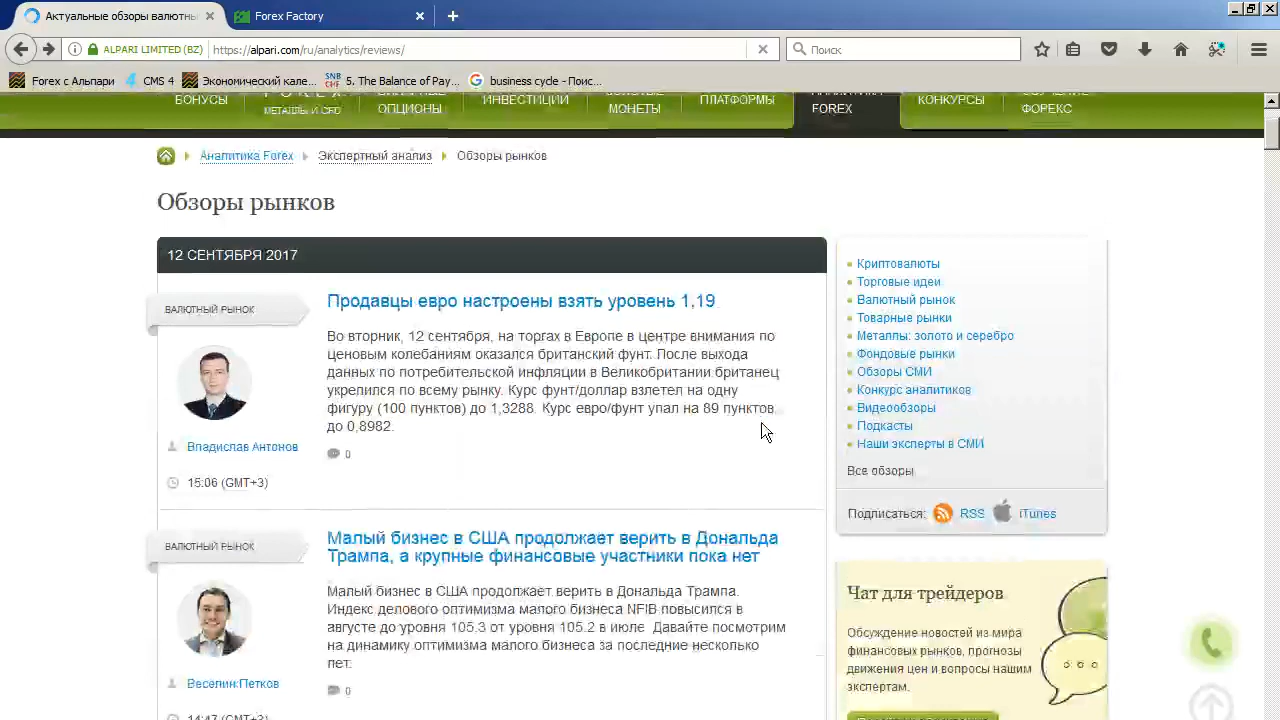 Актуальные обзоры валютны
Forex Factory
ALPARI LIMITED (BZ)
https://alpari.com/ru/analytics/reviews/
Поиск
Forex с Альпари
CMS 4
Экономический кале...
SNB CHF
5. The Balance of Pay...
business cycle - Поис...
БОНУСЫ
FOREX
МЕТАЛЛЫ И CFD
ОПЦИОНЫ
ИНВЕСТИЦИИ
МОНЕТЫ
ПЛАТФОРМЫ
FOREX
КОНКУРСЫ
ФОРЕКС
Аналитика Forex
Экспертный анализ
Обзоры рынков
Обзоры рынков
12 СЕНТЯБРЯ 2017
ВАЛЮТНЫЙ РЫНОК
Продавцы евро настроены взять уровень 1,19
Во вторник, 12 сентября, на торгах в Европе в центре внимания по
ценовым колебаниям оказался британский фунт. После выхода
данных по потребительской инфляции в Великобритании британец
укрепился по всему рынку. Курс фунт/доллар взлетел на одну
фигуру (100 пунктов) до 1,3288. Курс евро/фунт упал на 89 пунктов,
до 0,8982.
Владислав Антонов
0
15:06 (GMT+3)
ВАЛЮТНЫЙ РЫНОК
Малый бизнес в США продолжает верить в Дональда
Трампа, а крупные финансовые участники пока нет
Малый бизнес в США продолжает верить в Дональда Трампа.
Индекс делового оптимизма малого бизнеса NFIB повысился в
августе до уровня 105.3 от уровня 105.2 в июле. Давайте посмотрим
на динамику оптимизма малого бизнеса за последние несколько
лет:
Веселин Петков
0
14:47 (GMT+3)
Криптовалюты
Торговые идеи
Валютный рынок
Товарные рынки
Металлы: золото и серебро
Фондовые рынки
Обзоры СМИ
Конкурс аналитиков
Видеообзоры
Подкасты
Наши эксперты в СМИ
Все обзоры
Подписаться:
RSS
iTunes
Чат для трейдеров
Обсуждение новостей из мира
финансовых рынков, прогнозы
движения цен и вопросы нашим
экспертам.